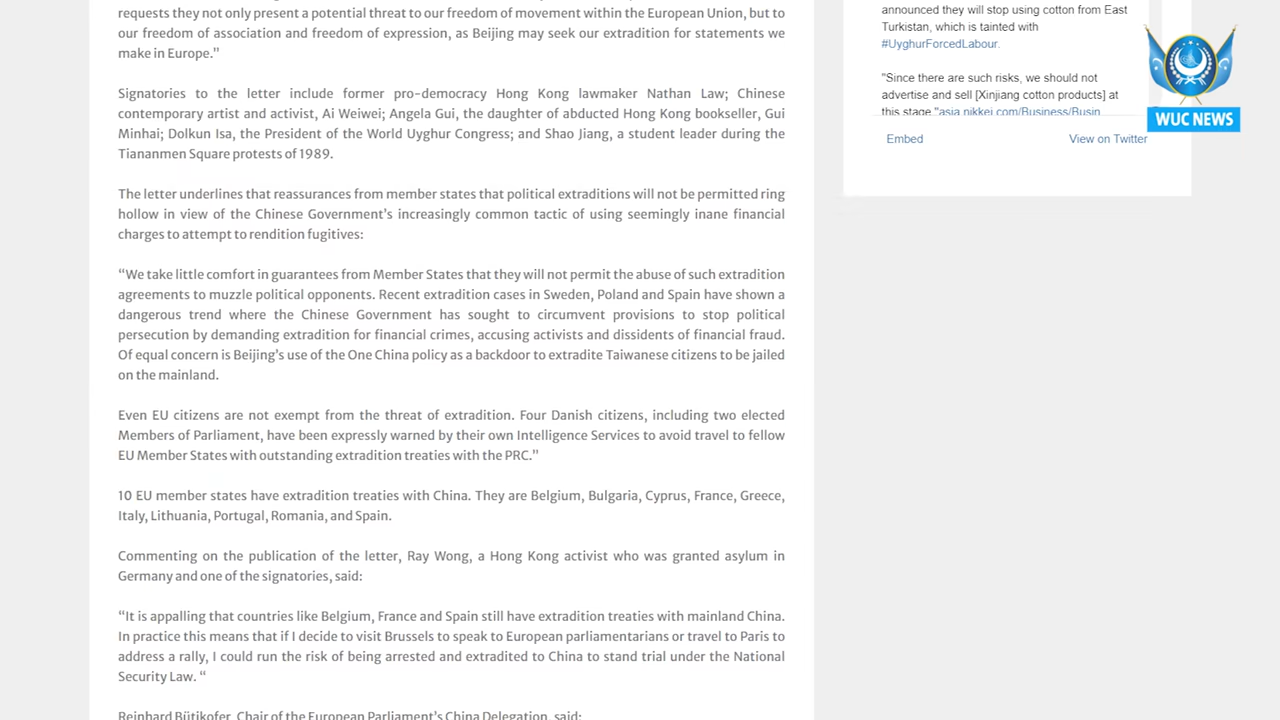 requests they not only present a potential threat to our freedom of movement within the European Union, but to
our freedom of association and freedom of expression, as Beijing may seek our extradition for statements we
make in Europe.”
Signatories to the letter include former pro-democracy Hong Kong lawmaker Nathan Law; Chinese
contemporary artist and activist, Ai Weiwei; Angela Gui, the daughter of abducted Hong Kong bookseller, Gui
Minhai; Dolkun Isa, the President of the World Uyghur Congress; and Shao Jiang, a student leader during the
Tiananmen Square protests of 1989.
The letter underlines that reassurances from member states that political extraditions will not be permitted ring
hollow in view of the Chinese Government’s increasingly common tactic of using seemingly inane financial
charges to attempt to rendition fugitives:
“We take little comfort in guarantees from Member States that they will not permit the abuse of such extradition
agreements to muzzle political opponents. Recent extradition cases in Sweden, Poland and Spain have shown a
dangerous trend where the Chinese Government has sought to circumvent provisions to stop political
persecution by demanding extradition for financial crimes, accusing activists and dissidents of financial fraud.
Of equal concern is Beijing’s use of the One China policy as a backdoor to extradite Taiwanese citizens to be jailed
on the mainland.
Even EU citizens are not exempt from the threat of extradition. Four Danish citizens, including two elected
Members of Parliament, have been expressly warned by their own Intelligence Services to avoid travel to fellow
EU Member States with outstanding extradition treaties with the PRC.”
10 EU member states have extradition treaties with China. They are Belgium, Bulgaria, Cyprus, France, Greece,
Italy, Lithuania, Portugal, Romania, and Spain.
Commenting on the publication of the letter, Ray Wong, a Hong Kong activist who was granted asylum in
Germany and one of the signatories, said:
“It is appalling that countries like Belgium, France and Spain still have extradition treaties with mainland China.
In practice this means that if I decide to visit Brussels to speak to European parliamentarians or travel to Paris to
address a rally, I could run the risk of being arrested and extradited to China to stand trial under the National
Security Law. “
Reinhard Bütikofer, Chair of the European Parliament’s China Delegation, said:
announced they will stop using cotton from East
Turkistan, which is tainted with
#UyghurForcedLabour.
"Since there are such risks, we should not
advertise and sell [Xinjiang cotton products] at
this stage."asia.nikkei.com/Business/Busin
Embed
View on Twitter
WUC NEWS